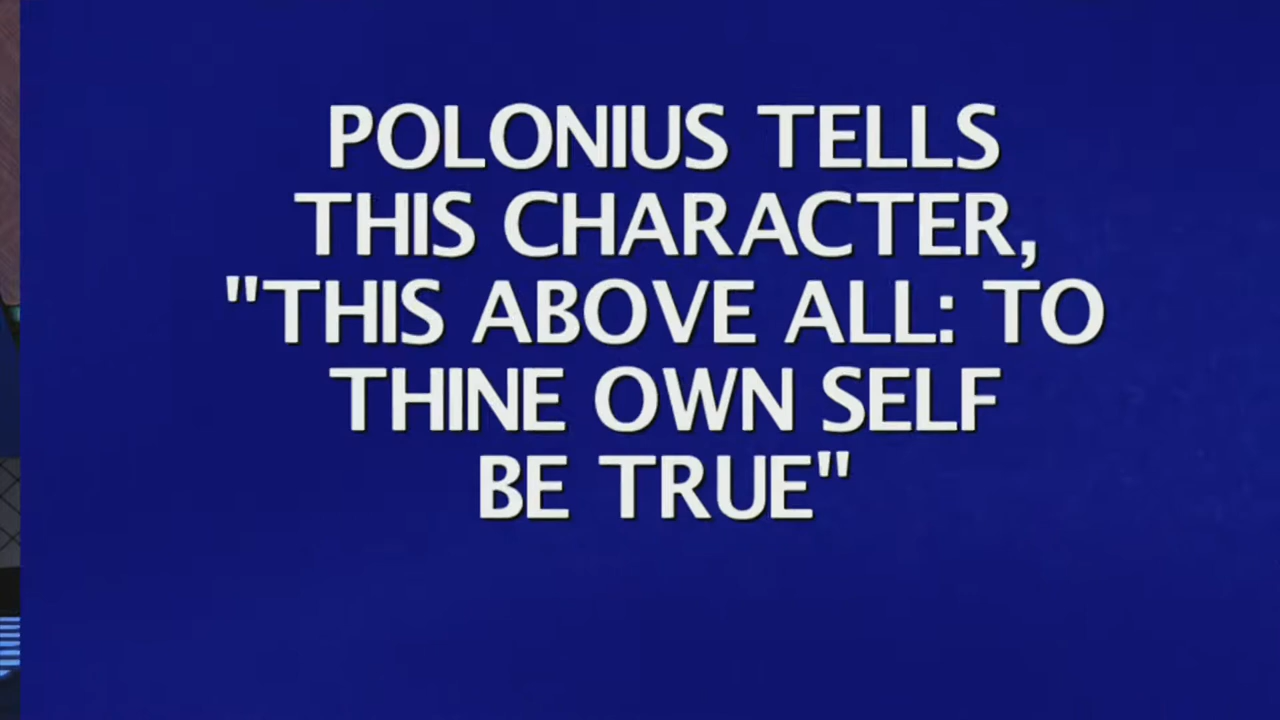 POLONIUS TELLS
THIS CHARACTER,
"THIS ABOVE ALL: TO
THINE OWN SELF
BE TRUE"